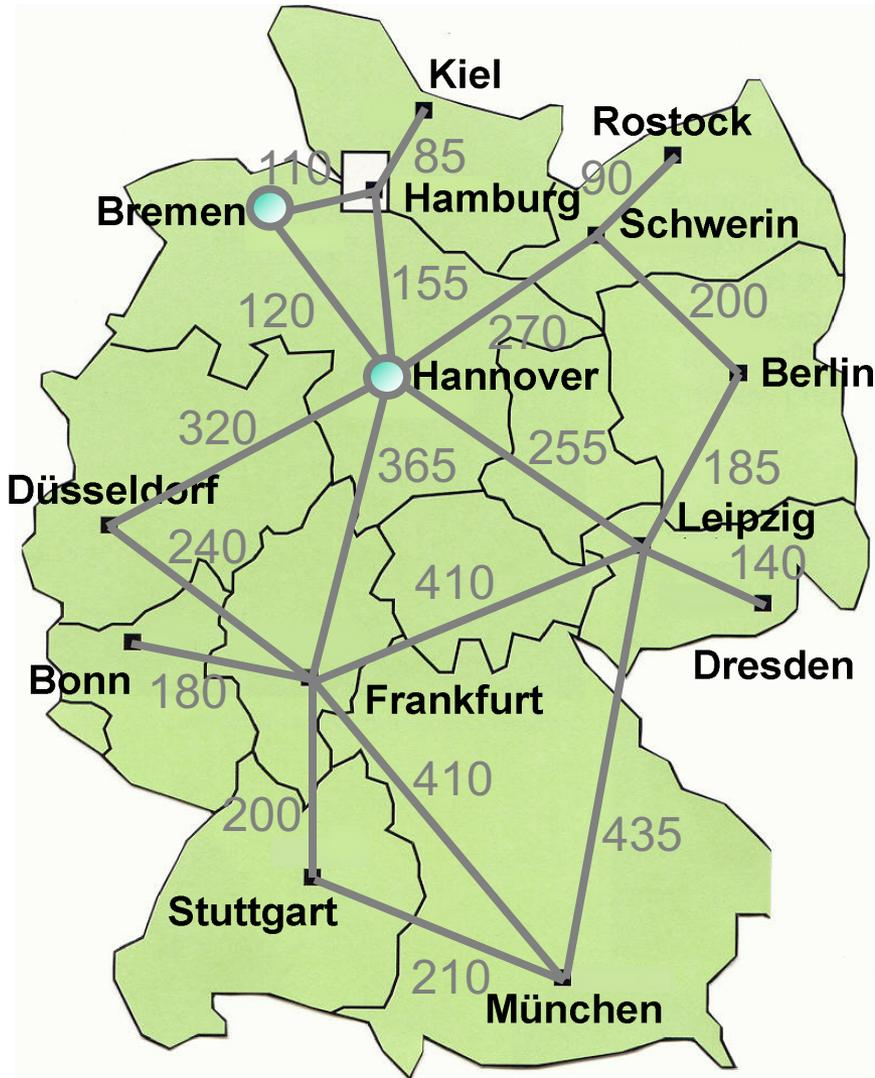 Kiel
Rostock
110
85
90
Bremen
Hamburg
Schwerin
155
200
120
270
Hannover
Berlin
320
365
255
185
Düsseldorf
Leipzig
240
410
140
Bonn
180
Frankfurt
Dresden
410
200
435
Stuttgart
210
München